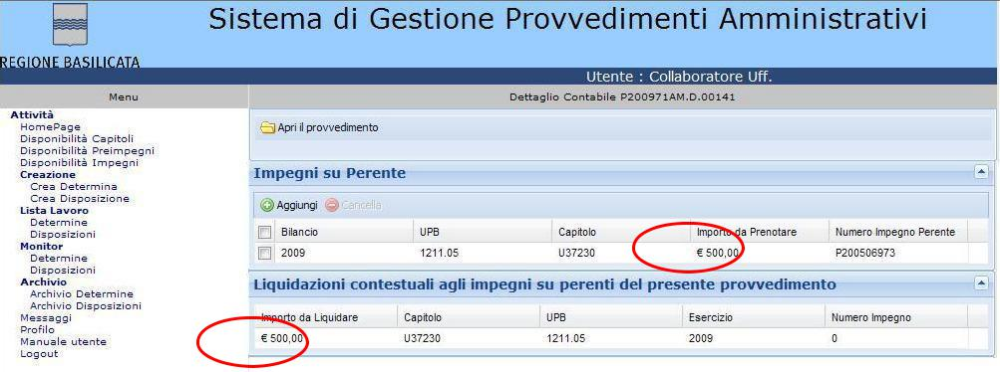 Sistema di Gestione Provvedimenti Amministrativi
REGIONE BASILICATA
Utente : Collaboratore Uff.
Menu
Dettaglio Contabile P200971AM.D.00141
Attività
HomePage
Disponibilità Capitoli
Disponibilità Preimpegni
Disponibilità Impegni
Creazione
Crea Determina
Crea Disposizione
Lista Lavoro
Determine
Disposizioni
Monitor
Determine
Disposizioni
Archivio
Archivio Determine
Archivio Disposizioni
Messaggi
Profilo
Manuale utente
Logout
Apri il provvedimento
Impegni su Perente
Aggiungi Cancella
Bilancio UPB Capitolo Importo da Prenotare Numero Impegno Perente
2009 1211.05 U37230 € 500,00 P200506973
Liquidazioni contestuali agli impegni su perenti del presente provvedimento
Importo da Liquidare Capitolo UPB Esercizio Numero Impegno
€ 500,00 U37230 1211.05 2009 0